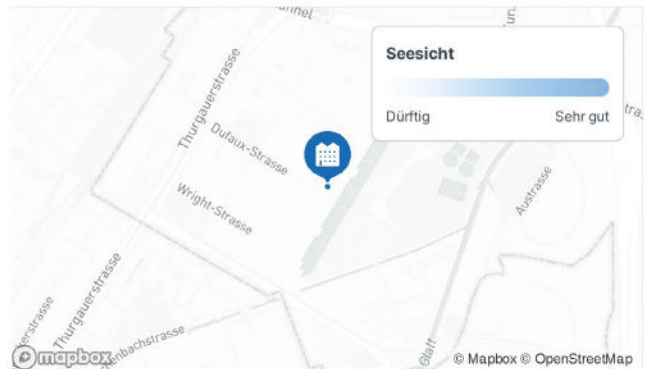 Seesicht
Dürftig
Sehr gut
Thurgauerstrasse
Dufaux-Strasse
Wright-Strasse
Austrasse
Thurgauerstrasse
Glatt
mapbox
© Mapbox © OpenStreetMap